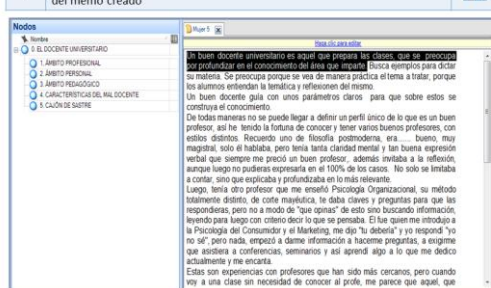 del memo creado
Nodos
Nombre
0. EL DOCENTE UNIVERSITARIO
1. ÁMBITO PROFESIONAL
2. ÁMBITO PERSONAL
3. ÁMBITO PEDAGÓGICO
4. CARACTERÍSTICAS DEL MAL DOCENTE
5. CAJÓN DE SASTRE
Mujer 5
Haga clic para editar
Un buen docente universitario es aquel que prepara las clases, que se preocupa
por profundizar en el conocimiento del área que imparte. Busca ejemplos para dictar
su materia. Se preocupa porque se vea de manera práctica el tema a tratar, porque
los alumnos entiendan la temática y reflexionen del mismo.
Un buen docente guía con unos parámetros claros para que sobre estos se
construya el conocimiento.
De todas maneras no se puede llegar a definir un perfil único de lo que es un buen
profesor, así he tenido la fortuna de conocer y tener varios buenos profesores, con
estilos distintos. Recuerdo uno de filosofía postmoderna, era....... bueno, muy
magistral, solo él hablaba, pero tenía tanta claridad mental y tan buena expresión
verbal que siempre me preció un buen profesor, además invitaba a la reflexión,
aunque luego no pudieras expresarla en el 100% de los casos. No solo se limitaba
a contar, sino que explicaba y profundizaba en lo más relevante.
Luego, tenía otro profesor que me enseñó Psicología Organizacional, su método
totalmente distinto, de corte mayéutica, te daba claves y preguntas para que las
respondieras, pero no a modo de "que opinas" de esto sino buscando información,
leyendo para luego con criterio decir lo que se pensaba. Él fue quien me introdujo a
la Psicología del Consumidor y el Marketing, me dijo "tu debería" y yo respondí "yo
no sé", pero nada, empezó a darme información a hacerme preguntas, a exigirme
que asistiera a conferencias, seminarios y así aprendí algo a lo que me dedico
actualmente y me encanta.
Estas son experiencias con profesores que han sido más cercanos, pero cuando
voy a una clase sin necesidad de conocer al profe, me parece que aquel, que